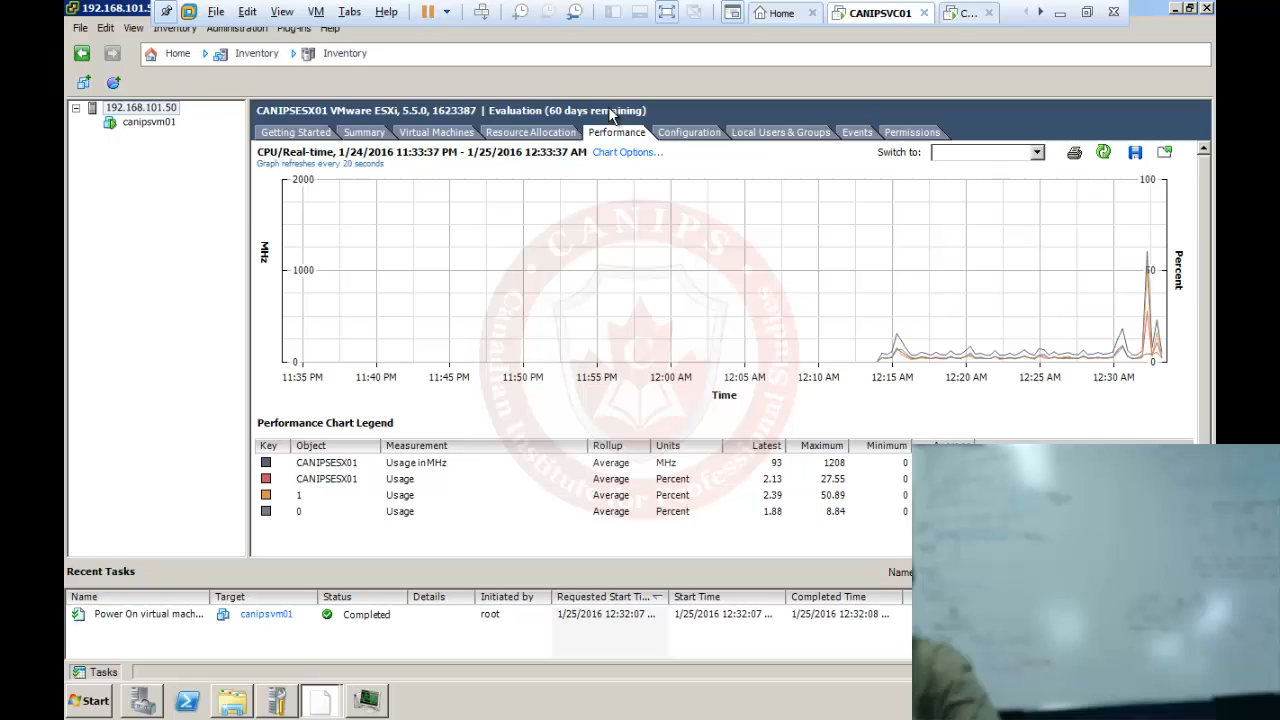 192.168.101.5
File Edit View VM Tabs Help
Home
CANIPSVC01
C...
File Edit View Inventory Administration Plug-ins Help
Home Inventory Inventory
192.168.101.50
canipsvm01
CANIPSESX01 VMware ESXi, 5.5.0, 1623387 | Evaluation (60 days remaining)
Getting Started Summary Virtual Machines Resource Allocation Performance Configuration Local Users & Groups Events Permissions
CPU/Real-time, 1/24/2016 11:33:37 PM - 1/25/2016 12:33:37 AM Chart Options... Switch to:
Graph refreshes every 20 seconds
2000 100
MHz
1000 50
Percent
0 0
11:35 PM 11:40 PM 11:45 PM 11:50 PM 11:55 PM 12:00 AM 12:05 AM 12:10 AM 12:15 AM 12:20 AM 12:25 AM 12:30 AM
Time
CANIPS
Canadian Institute for Professional Studies
Performance Chart Legend
Key Object Measurement Rollup Units Latest Maximum Minimum
CANIPSESX01 Usage in MHz Average MHz 93 1208 0
CANIPSESX01 Usage Average Percent 2.13 27.55 0
1 Usage Average Percent 2.39 50.89 0
0 Usage Average Percent 1.88 8.84 0
Recent Tasks Name
Name Target Status Details Initiated by Requested Start Ti... Start Time Completed Time
Power On virtual mach... canipsvm01 Completed root 1/25/2016 12:32:07 ... 1/25/2016 12:32:07 ... 1/25/2016 12:32:08 ...
Tasks
Start